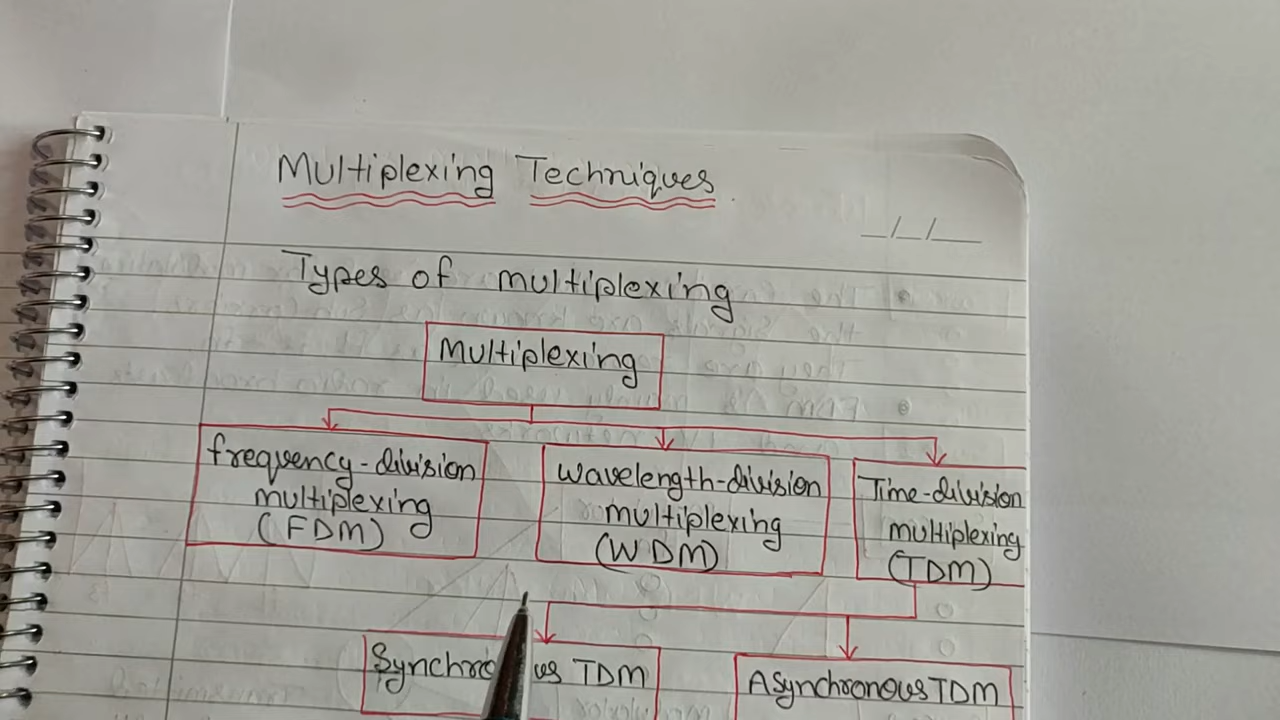 Multiplexing Techniques
_/_/__
Types of multiplexing
Multiplexing
frequency-division
multiplexing
(FDM)
Wavelength-division
multiplexing
(WDM)
Time-division
multiplexing
(TDM)
TDM
Asynchronous TDM